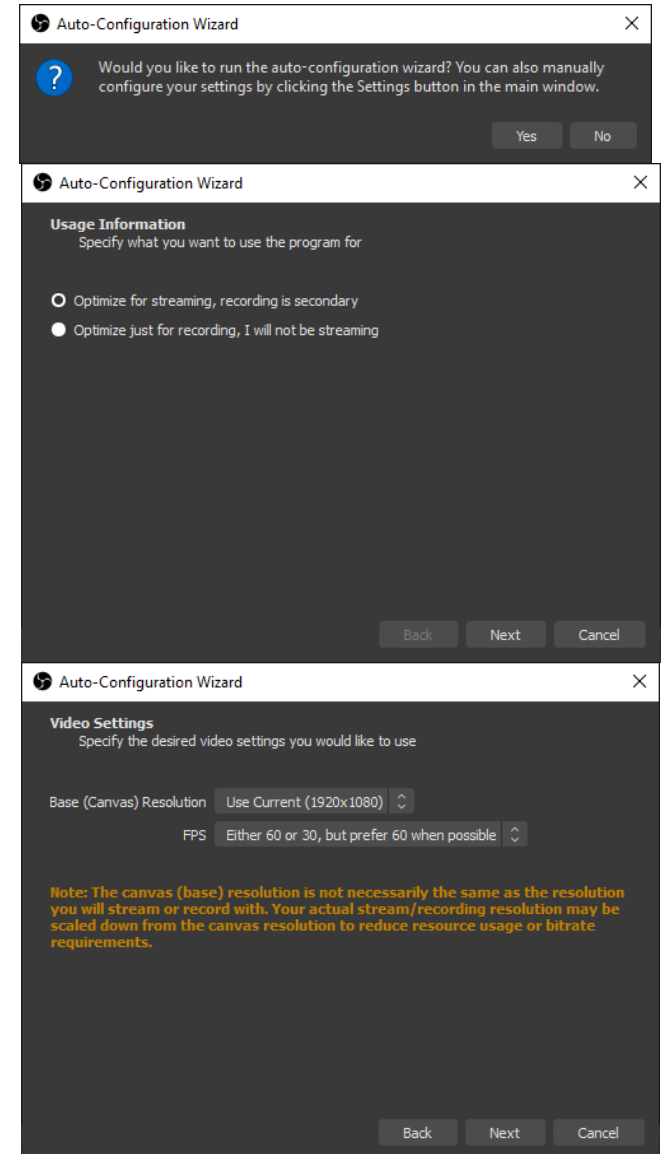 Auto-Configuration Wizard
Would you like to run the auto-configuration wizard? You can also manually
configure your settings by clicking the Settings button in the main window.
Yes No
Auto-Configuration Wizard
Usage Information
Specify what you want to use the program for
Optimize for streaming, recording is secondary
Optimize just for recording, I will not be streaming
Back Next Cancel
Auto-Configuration Wizard
Video Settings
Specify the desired video settings you would like to use
Base (Canvas) Resolution Use Current (1920x1080)
FPS Either 60 or 30, but prefer 60 when possible
Note: The canvas (base) resolution is not necessarily the same as the resolution
you will stream or record with. Your actual stream/recording resolution may be
scaled down from the canvas resolution to reduce resource usage or bitrate
requirements.
Back Next Cancel